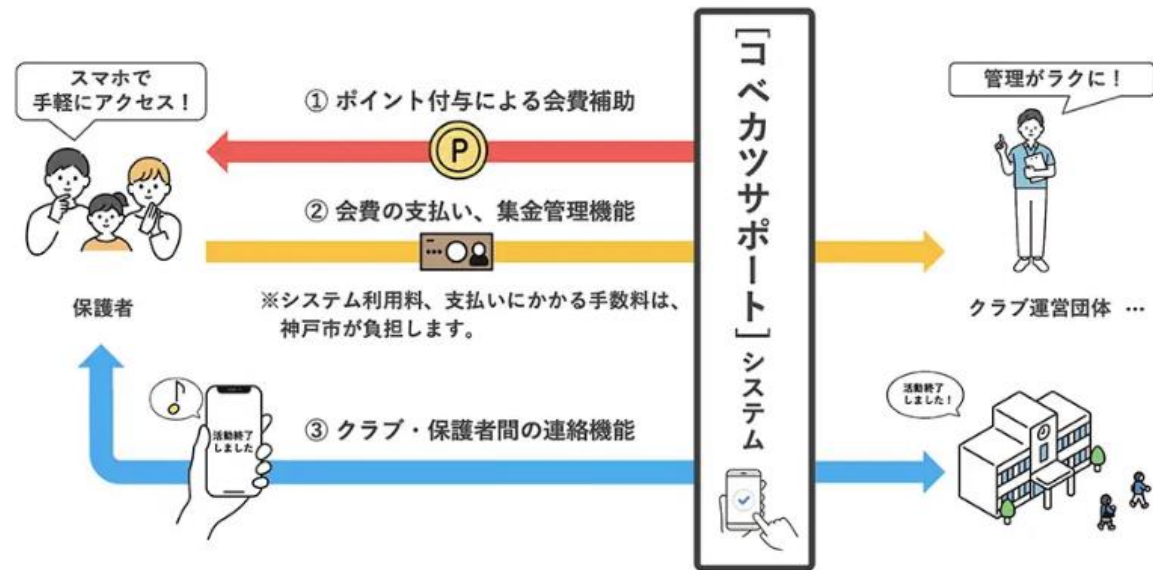 スマホで
手軽にアクセス！
① ポイント付与による会費補助
P
② 会費の支払い、集金管理機能
※システム利用料、支払いにかかる手数料は、
神戸市が負担します。
保護者
[コベカツサポート]システム
管理がラクに！
クラブ運営団体 …
活動終了
しました
③ クラブ・保護者間の連絡機能
活動終了
しました！